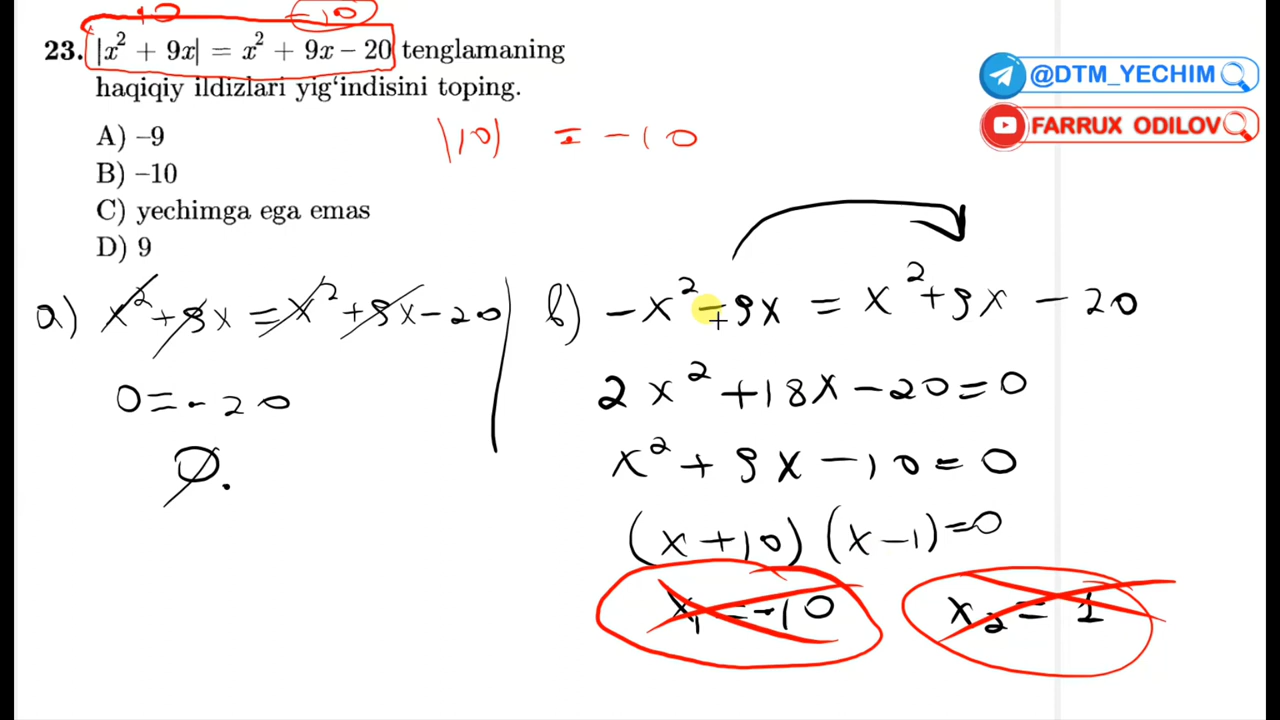 +10 -10
23. |x² + 9x| = x² + 9x − 20 tenglamaning
haqiqiy ildizlari yig‘indisini toping.
|10| = -10
A) –9
B) –10
C) yechimga ega emas
D) 9
@DTM_YECHIM
FARRUX ODILOV
a) x² + 9x = x² + 9x - 20
0 = -20
∅.
b) -x² - 9x = x² + 9x - 20
2x² + 18x - 20 = 0
x² + 9x - 10 = 0
(x + 10) (x - 1) = 0
x₁ = -10 x₂ = 1